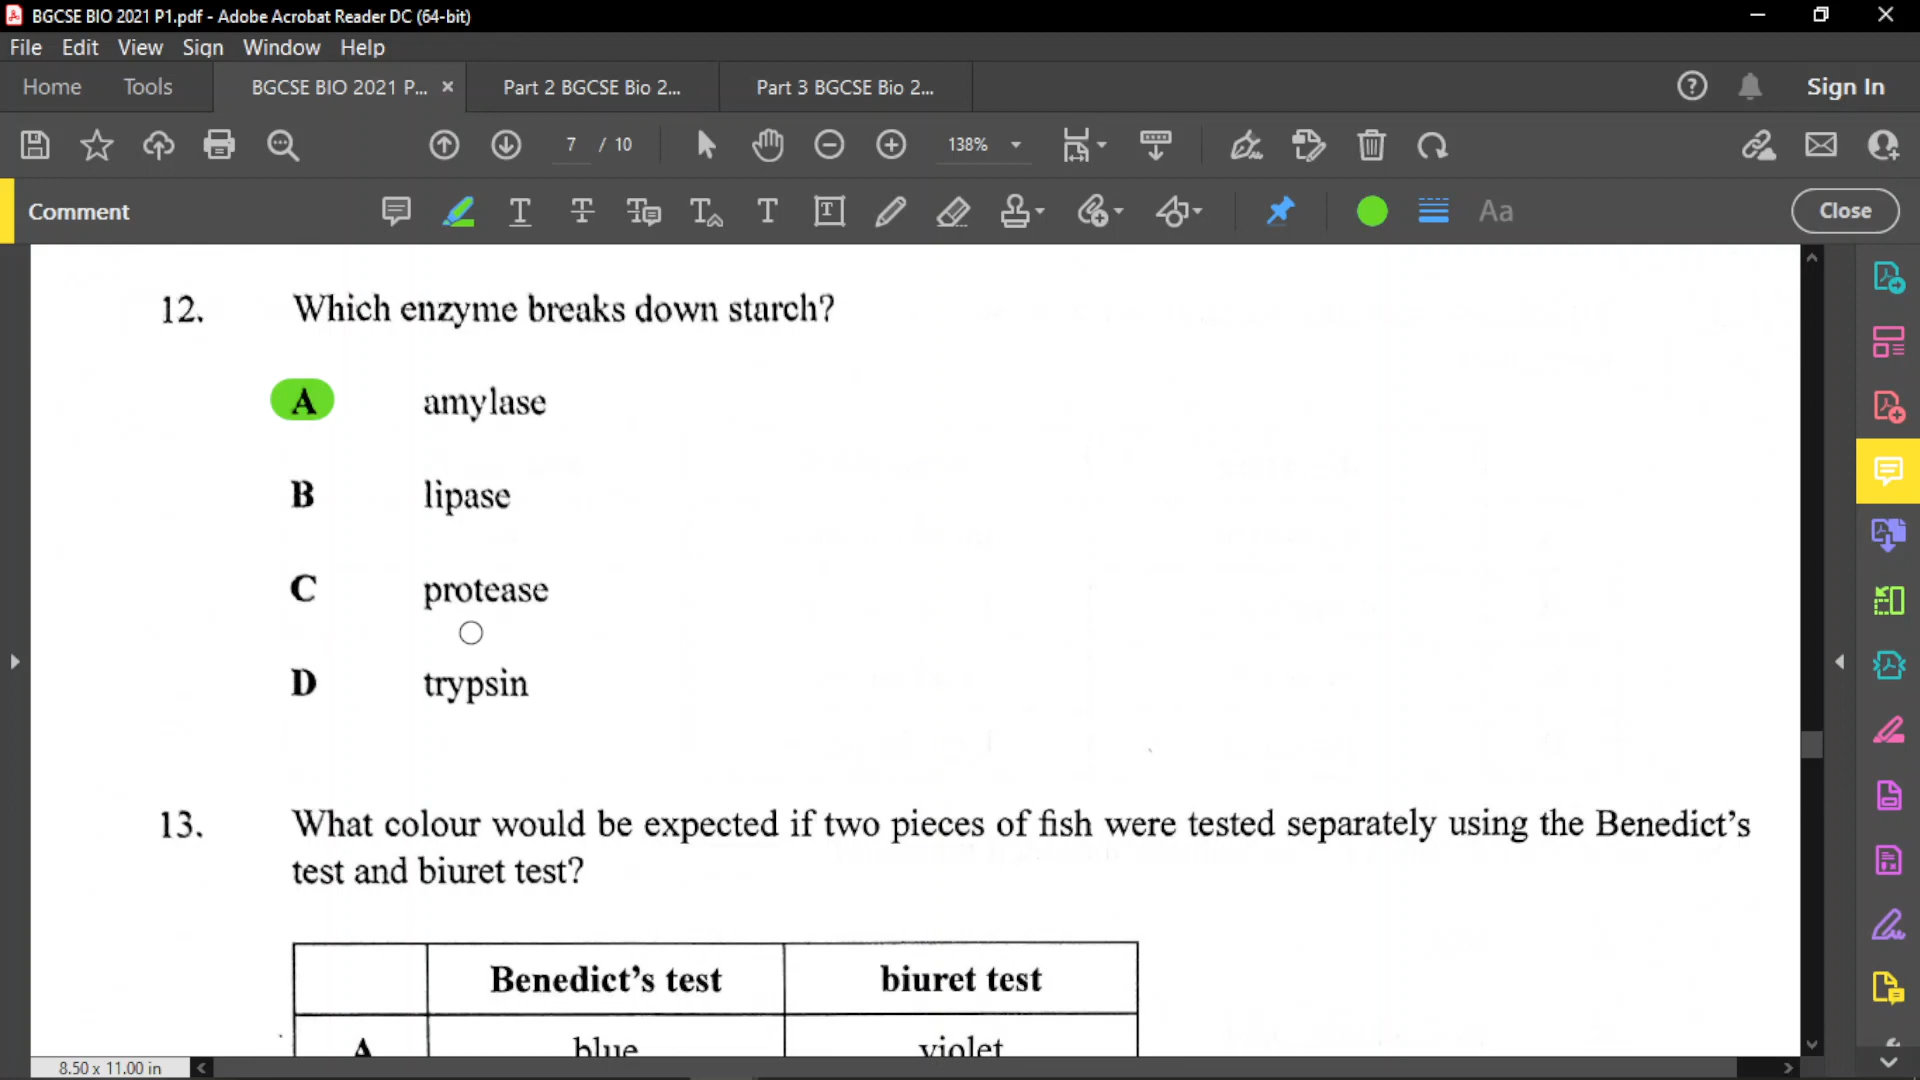 BGCSE BIO 2021 P1.pdf - Adobe Acrobat Reader DC (64-bit)
File Edit View Sign Window Help
Home Tools BGCSE BIO 2021 P... × Part 2 BGCSE Bio 2... Part 3 BGCSE Bio 2... Sign In
7 / 10 138%
Comment Aa Close
12. Which enzyme breaks down starch?
A amylase
B lipase
C protease
D trypsin
13. What colour would be expected if two pieces of fish were tested separately using the Benedict's
test and biuret test?
Benedict's test biuret test
A blue violet
8.50 x 11.00 in